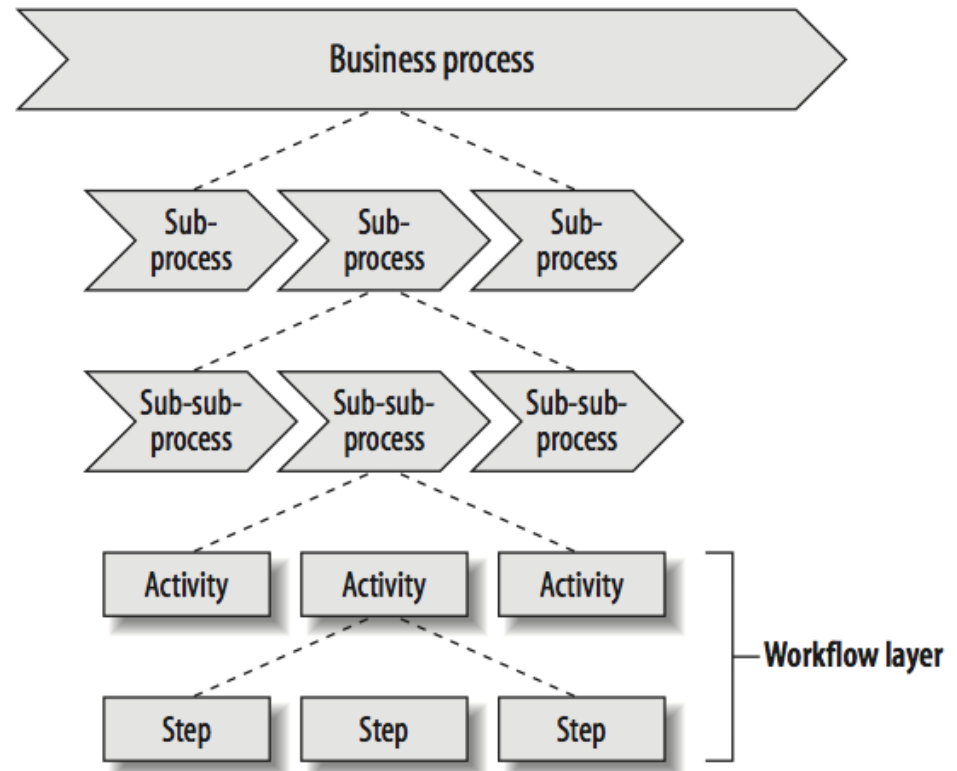 Business process
Sub- Sub- Sub-
process process process
Sub-sub- Sub-sub- Sub-sub-
process process process
Activity Activity Activity
Workflow layer
Step Step Step